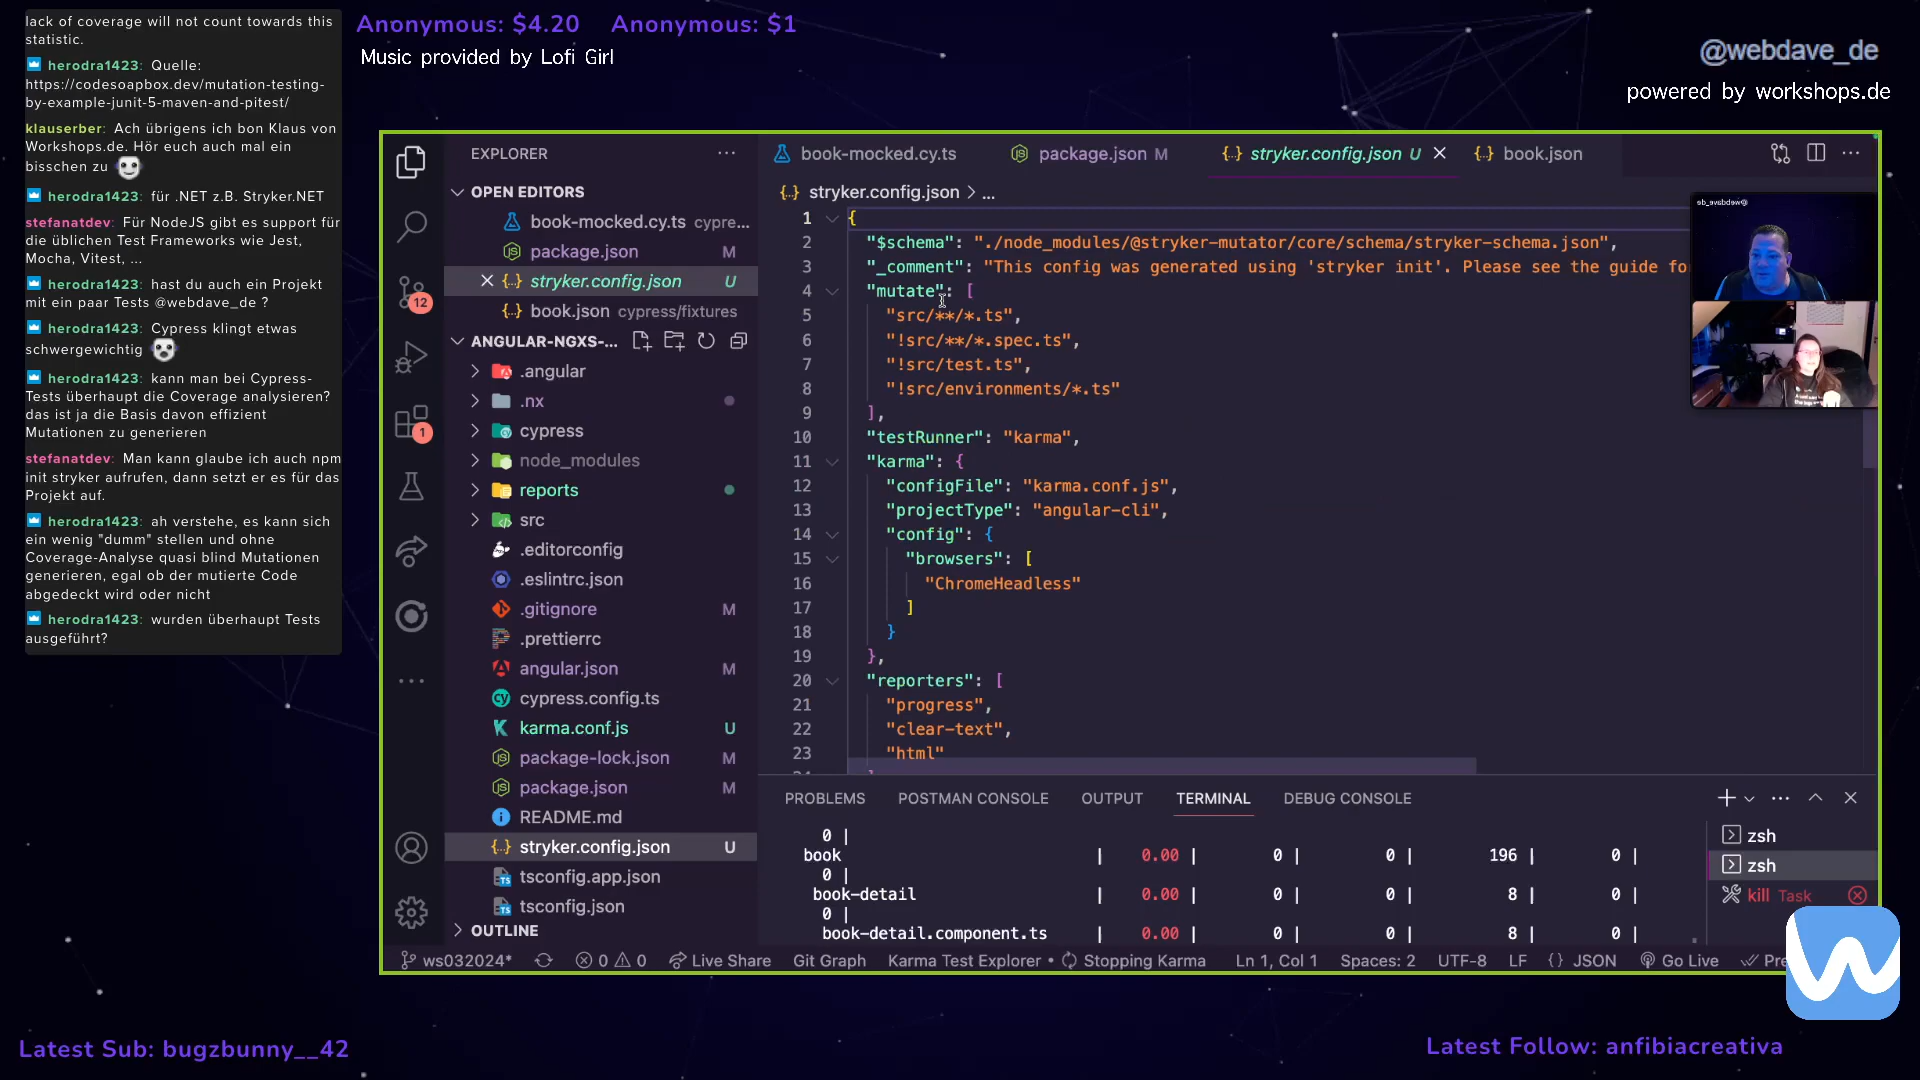 lack of coverage will not count towards this
statistic.
herodra1423: Quelle:
https://codesoapbox.dev/mutation-testing-
by-example-junit-5-maven-and-pitest/
klauserber: Ach übrigens ich bon Klaus von
Workshops.de. Hör euch auch mal ein
bisschen zu
herodra1423: für .NET z.B. Stryker.NET
stefanatdev: Für NodeJS gibt es support für
die üblichen Test Frameworks wie Jest,
Mocha, Vitest, ...
herodra1423: hast du auch ein Projekt
mit ein paar Tests @webdave_de ?
herodra1423: Cypress klingt etwas
schwergewichtig
herodra1423: kann man bei Cypress-
Tests überhaupt die Coverage analysieren?
das ist ja die Basis davon effizient
Mutationen zu generieren
stefanatdev: Man kann glaube ich auch npm
init stryker aufrufen, dann setzt er es für das
Projekt auf.
herodra1423: ah verstehe, es kann sich
ein wenig "dumm" stellen und ohne
Coverage-Analyse quasi blind Mutationen
generieren, egal ob der mutierte Code
abgedeckt wird oder nicht
herodra1423: wurden überhaupt Tests
ausgeführt?
Anonymous: $4.20 Anonymous: $1
Music provided by Lofi Girl
@webdave_de
powered by workshops.de
EXPLORER
OPEN EDITORS
book-mocked.cy.ts cypre...
package.json M
stryker.config.json U
book.json cypress/fixtures
ANGULAR-NGXS-...
.angular
.nx
cypress
node_modules
reports
src
.editorconfig
.eslintrc.json
.gitignore M
.prettierrc
angular.json M
cypress.config.ts
karma.conf.js U
package-lock.json M
package.json M
README.md
stryker.config.json U
tsconfig.app.json
tsconfig.json
OUTLINE
12
1
book-mocked.cy.ts package.json M stryker.config.json U book.json
stryker.config.json > ...
1 {
2 "$schema": "./node_modules/@stryker-mutator/core/schema/stryker-schema.json",
3 "_comment": "This config was generated using 'stryker init'. Please see the guide fo
4 "mutate": [
5 "src/**/*.ts",
6 "!src/**/*.spec.ts",
7 "!src/test.ts",
8 "!src/environments/*.ts"
9 ],
10 "testRunner": "karma",
11 "karma": {
12 "configFile": "karma.conf.js",
13 "projectType": "angular-cli",
14 "config": {
15 "browsers": [
16 "ChromeHeadless"
17 ]
18 }
19 },
20 "reporters": [
21 "progress",
22 "clear-text",
23 "html"
@webdave_de
PROBLEMS POSTMAN CONSOLE OUTPUT TERMINAL DEBUG CONSOLE
0 |
book | 0.00 | 0 | 0 | 196 | 0 |
0 |
book-detail | 0.00 | 0 | 0 | 8 | 0 |
0 |
book-detail.component.ts | 0.00 | 0 | 0 | 8 | 0 |
zsh
zsh
kill Task
ws032024* 0 0 Live Share Git Graph Karma Test Explorer • Stopping Karma Ln 1, Col 1 Spaces: 2 UTF-8 LF {} JSON Go Live Pre
Latest Sub: bugzbunny__42
Latest Follow: anfibiacreativa